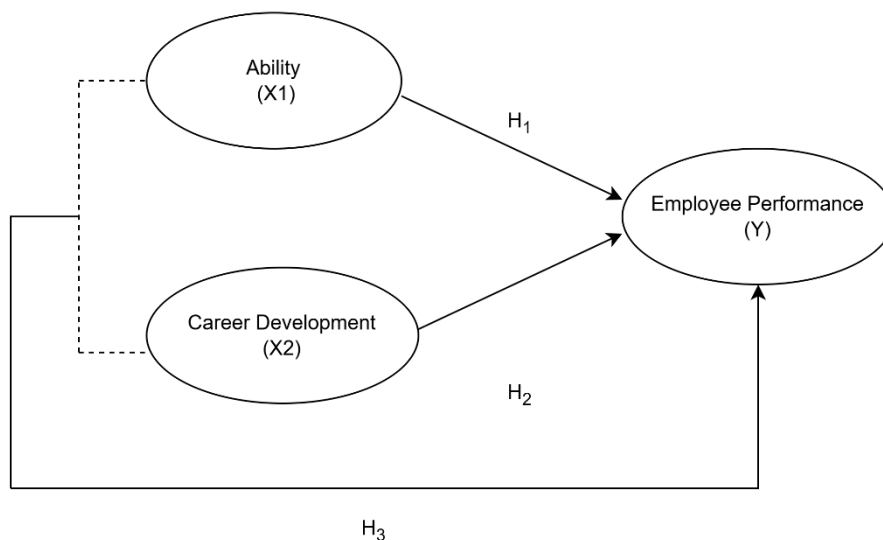 Ability
(X1)
H1
Employee Performance
(Y)
Career Development
(X2)
H2
H3